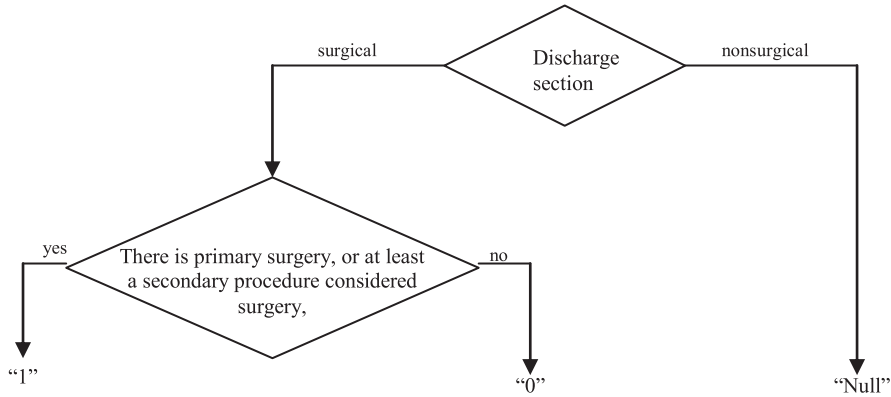 surgical
Discharge
section
nonsurgical
yes
There is primary surgery, or at least
a secondary procedure considered
surgery,
no
“1”
“0”
“Null”